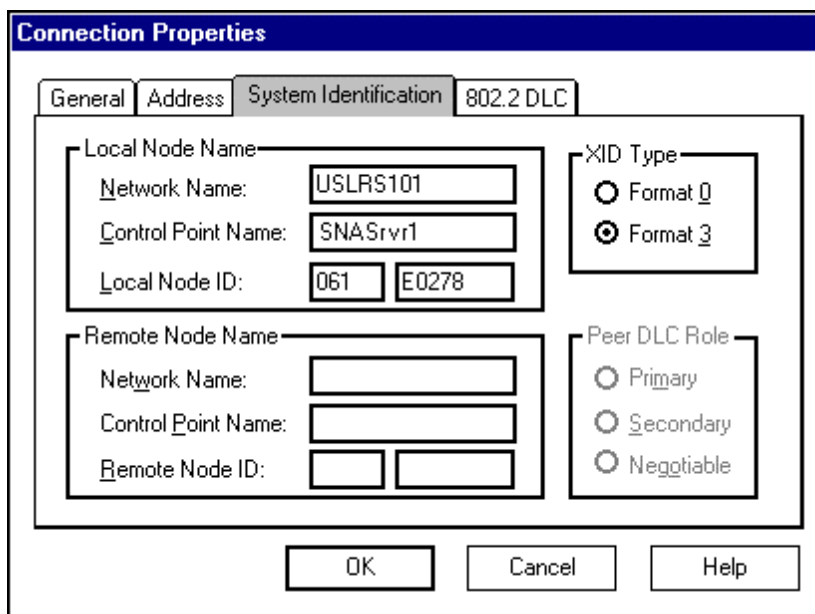 Connection Properties
General Address System Identification 802.2 DLC
Local Node Name
Network Name: USLRS101
Control Point Name: SNASrvr1
Local Node ID: 061 E0278
XID Type
Format 0
Format 3
Remote Node Name
Network Name:
Control Point Name:
Remote Node ID:
Peer DLC Role
Primary
Secondary
Negotiable
OK Cancel Help